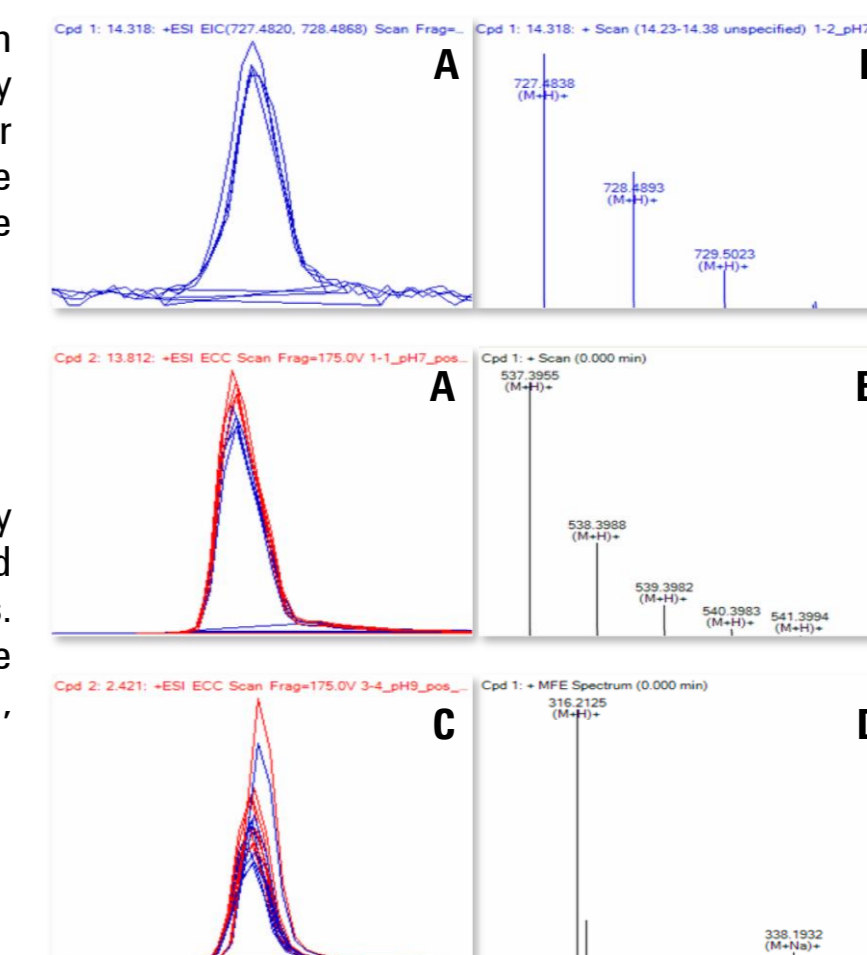 Cpd 1: 14.318: +ESI EIC(727.4820, 728.4868) Scan Frag=...
A
Cpd 1: 14.318: + Scan (14.23-14.38 unspecified) 1-2_pH7
727.4838
(M+H)+
728.4893
(M+H)+
729.5023
(M+H)+
Cpd 2: 13.812: +ESI ECC Scan Frag=175.0V 1-1_pH7_pos...
A
Cpd 1: + Scan (0.000 min)
537.3955
(M+H)+
538.3988
(M+H)+
539.3982
(M+H)+
540.3983
(M+H)+
541.3994
(M+H)+
Cpd 2: 2.421: +ESI ECC Scan Frag=175.0V 3-4_pH9_pos_...
C
Cpd 1: + MFE Spectrum (0.000 min)
316.2125
(M+H)+
338.1932
(M+Na)+